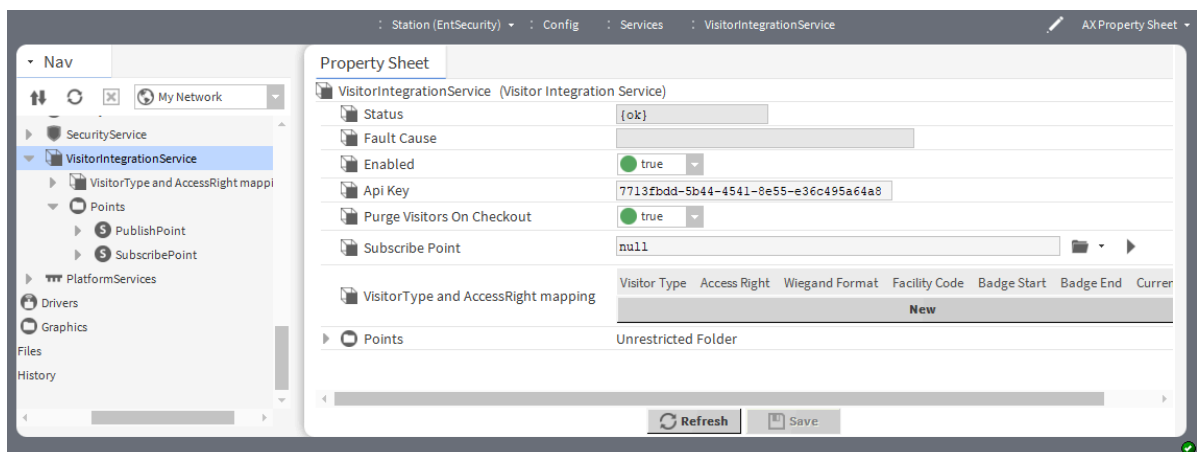 : Station (EntSecurity) : Config : Services : VisitorIntegrationService AX Property Sheet
Nav
My Network
SecurityService
VisitorIntegrationService
VisitorType and AccessRight mappi
Points
PublishPoint
SubscribePoint
PlatformServices
Drivers
Graphics
Files
History
Property Sheet
VisitorIntegrationService (Visitor Integration Service)
Status {ok}
Fault Cause
Enabled true
Api Key 7713fbdd-5b44-4541-8e55-e36c495a64a8
Purge Visitors On Checkout true
Subscribe Point null
VisitorType and AccessRight mapping
Visitor Type Access Right Wiegand Format Facility Code Badge Start Badge End Currer
New
Points Unrestricted Folder
Refresh Save